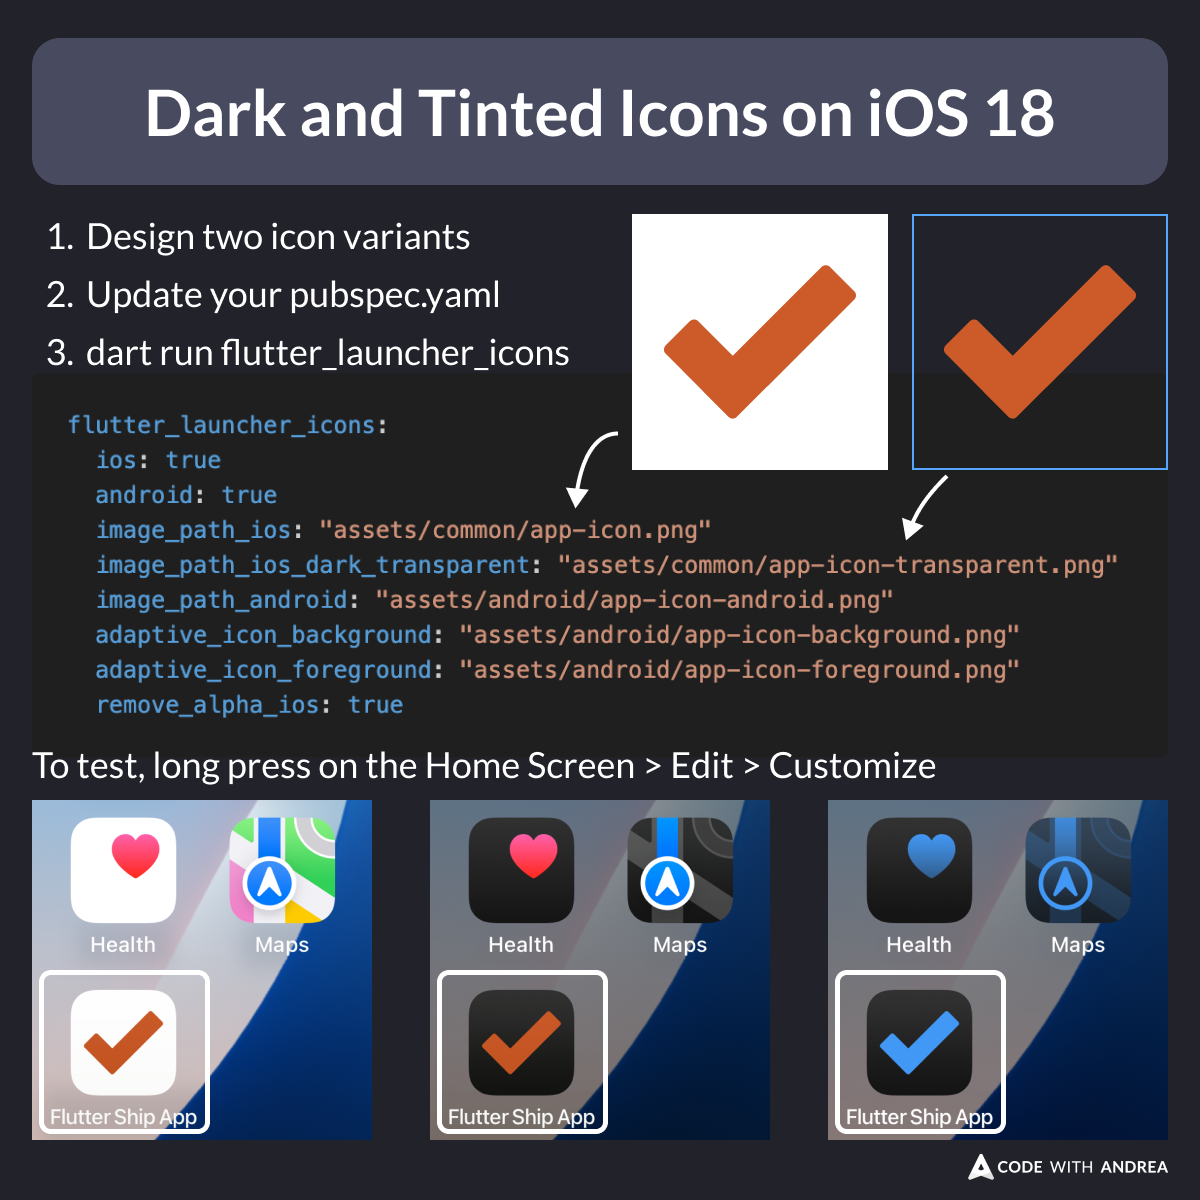 Dark and Tinted Icons on iOS 18
1. Design two icon variants
2. Update your pubspec.yaml
3. dart run flutter_launcher_icons
flutter_launcher_icons:
  ios: true
  android: true
  image_path_ios: "assets/common/app-icon.png"
  image_path_ios_dark_transparent: "assets/common/app-icon-transparent.png"
  image_path_android: "assets/android/app-icon-android.png"
  adaptive_icon_background: "assets/android/app-icon-background.png"
  adaptive_icon_foreground: "assets/android/app-icon-foreground.png"
  remove_alpha_ios: true
To test, long press on the Home Screen > Edit > Customize
Health Maps
Flutter Ship App
Health Maps
Flutter Ship App
Health Maps
Flutter Ship App
CODE WITH ANDREA